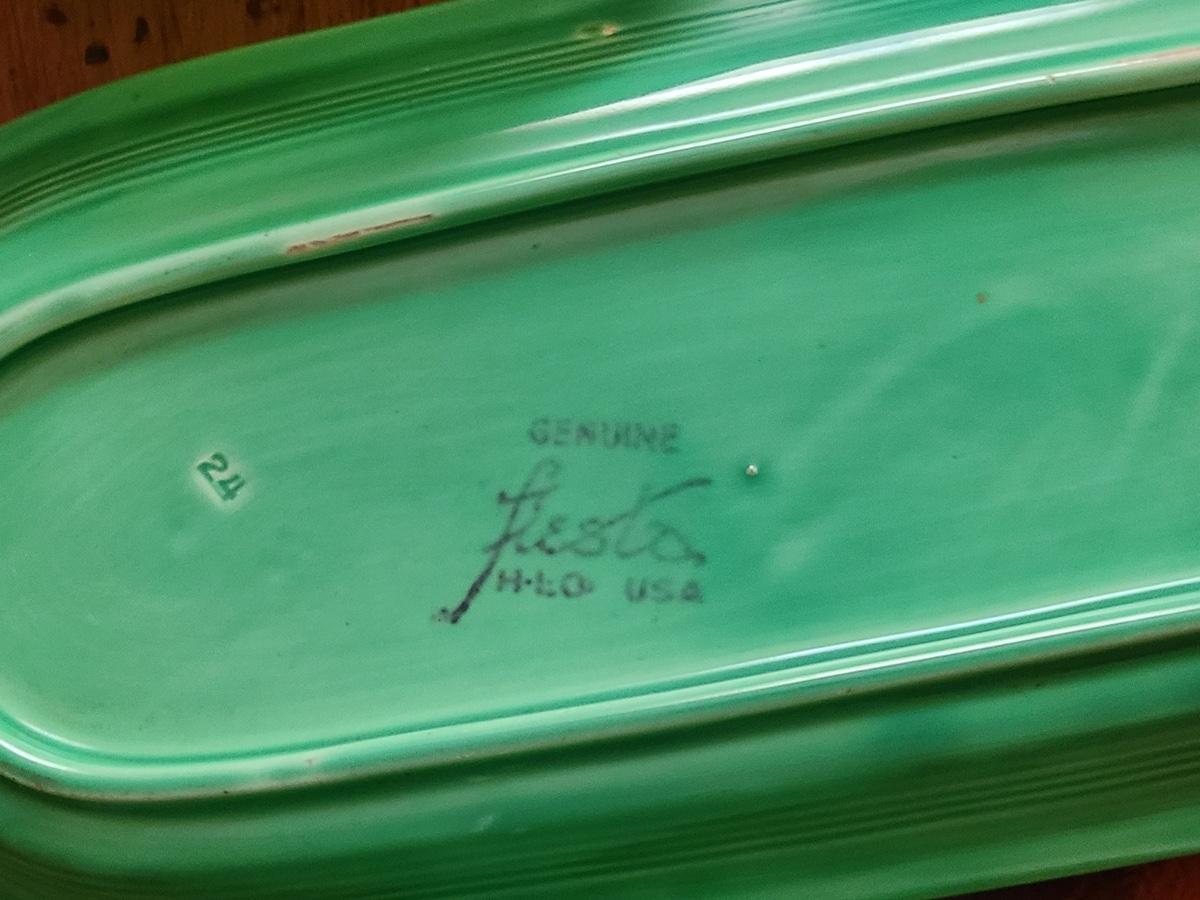 24
GENUINE
fiesta
H·L·Co· USA